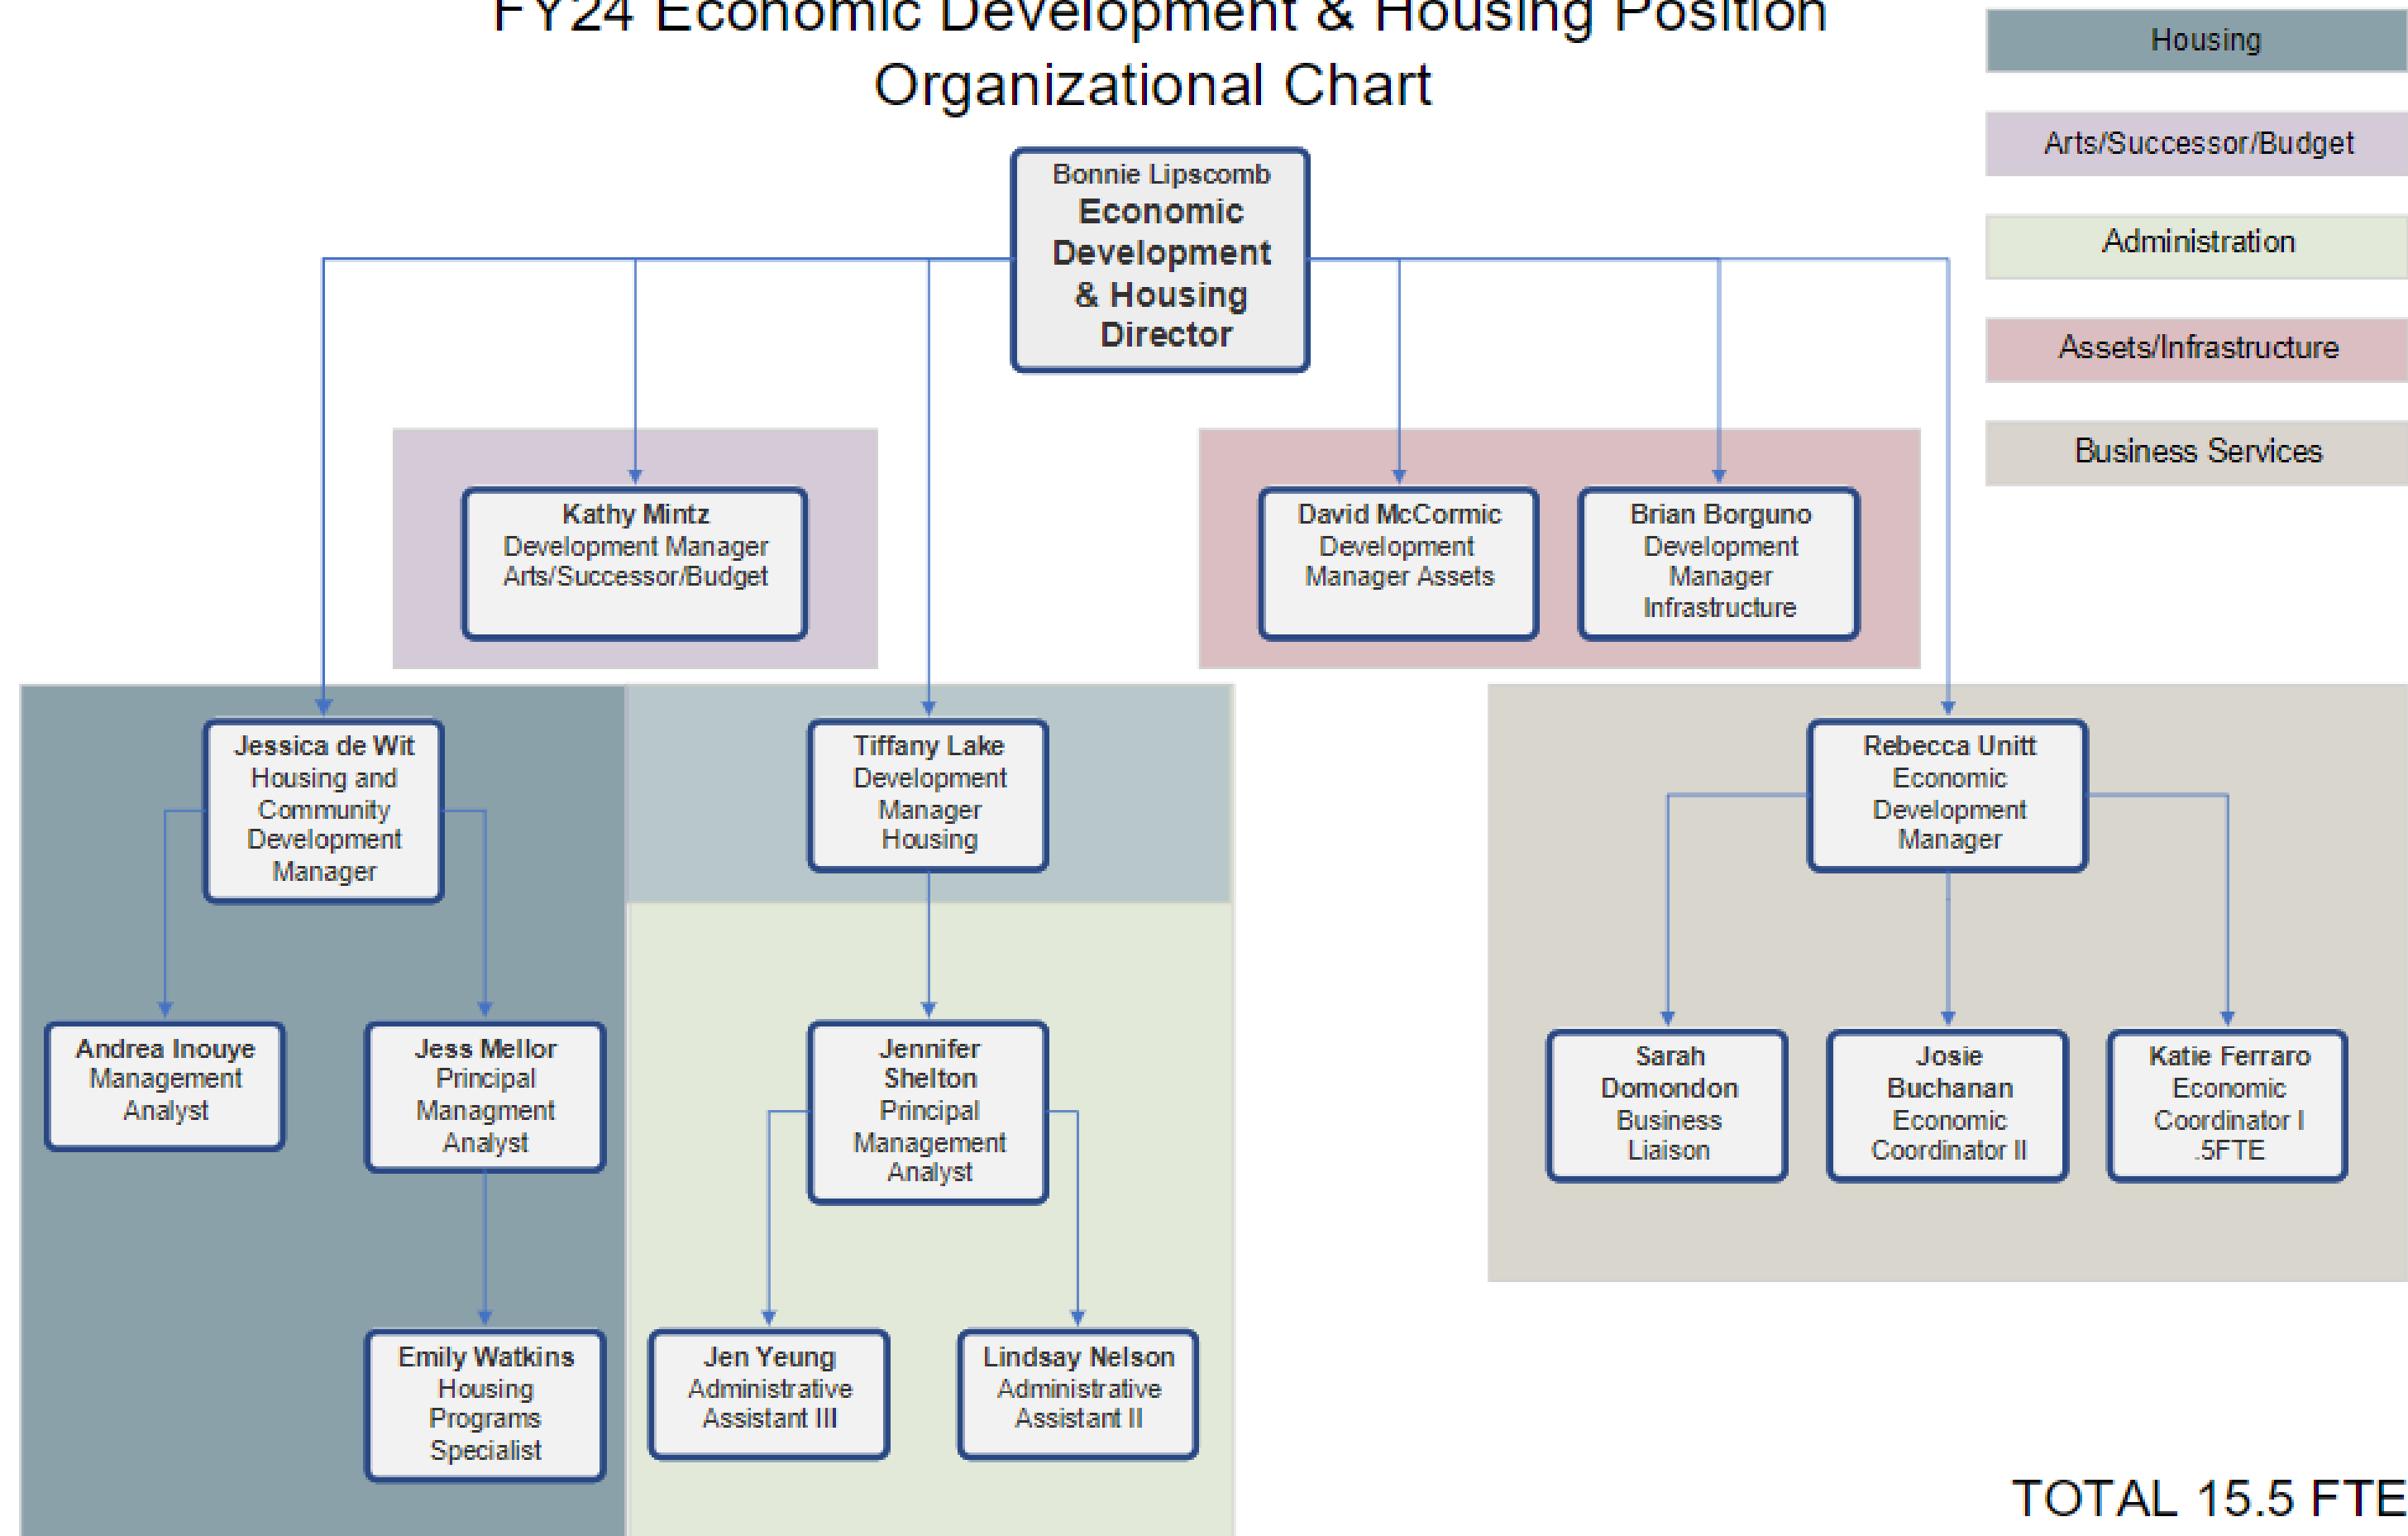 FY24 Economic Development & Housing Position
Organizational Chart
Housing
Arts/Successor/Budget
Administration
Assets/Infrastructure
Business Services
Bonnie Lipscomb
Economic
Development
& Housing
Director
Kathy Mintz
Development Manager
Arts/Successor/Budget
David McCormic
Development
Manager Assets
Brian Borguno
Development
Manager
Infrastructure
Jessica de Wit
Housing and
Community
Development
Manager
Tiffany Lake
Development
Manager
Housing
Rebecca Unitt
Economic
Development
Manager
Andrea Inouye
Management
Analyst
Jess Mellor
Principal
Managment
Analyst
Jennifer
Shelton
Principal
Management
Analyst
Sarah
Domondon
Business
Liaison
Josie
Buchanan
Economic
Coordinator II
Katie Ferraro
Economic
Coordinator I
.5FTE
Emily Watkins
Housing
Programs
Specialist
Jen Yeung
Administrative
Assistant III
Lindsay Nelson
Administrative
Assistant II
TOTAL 15.5 FTE